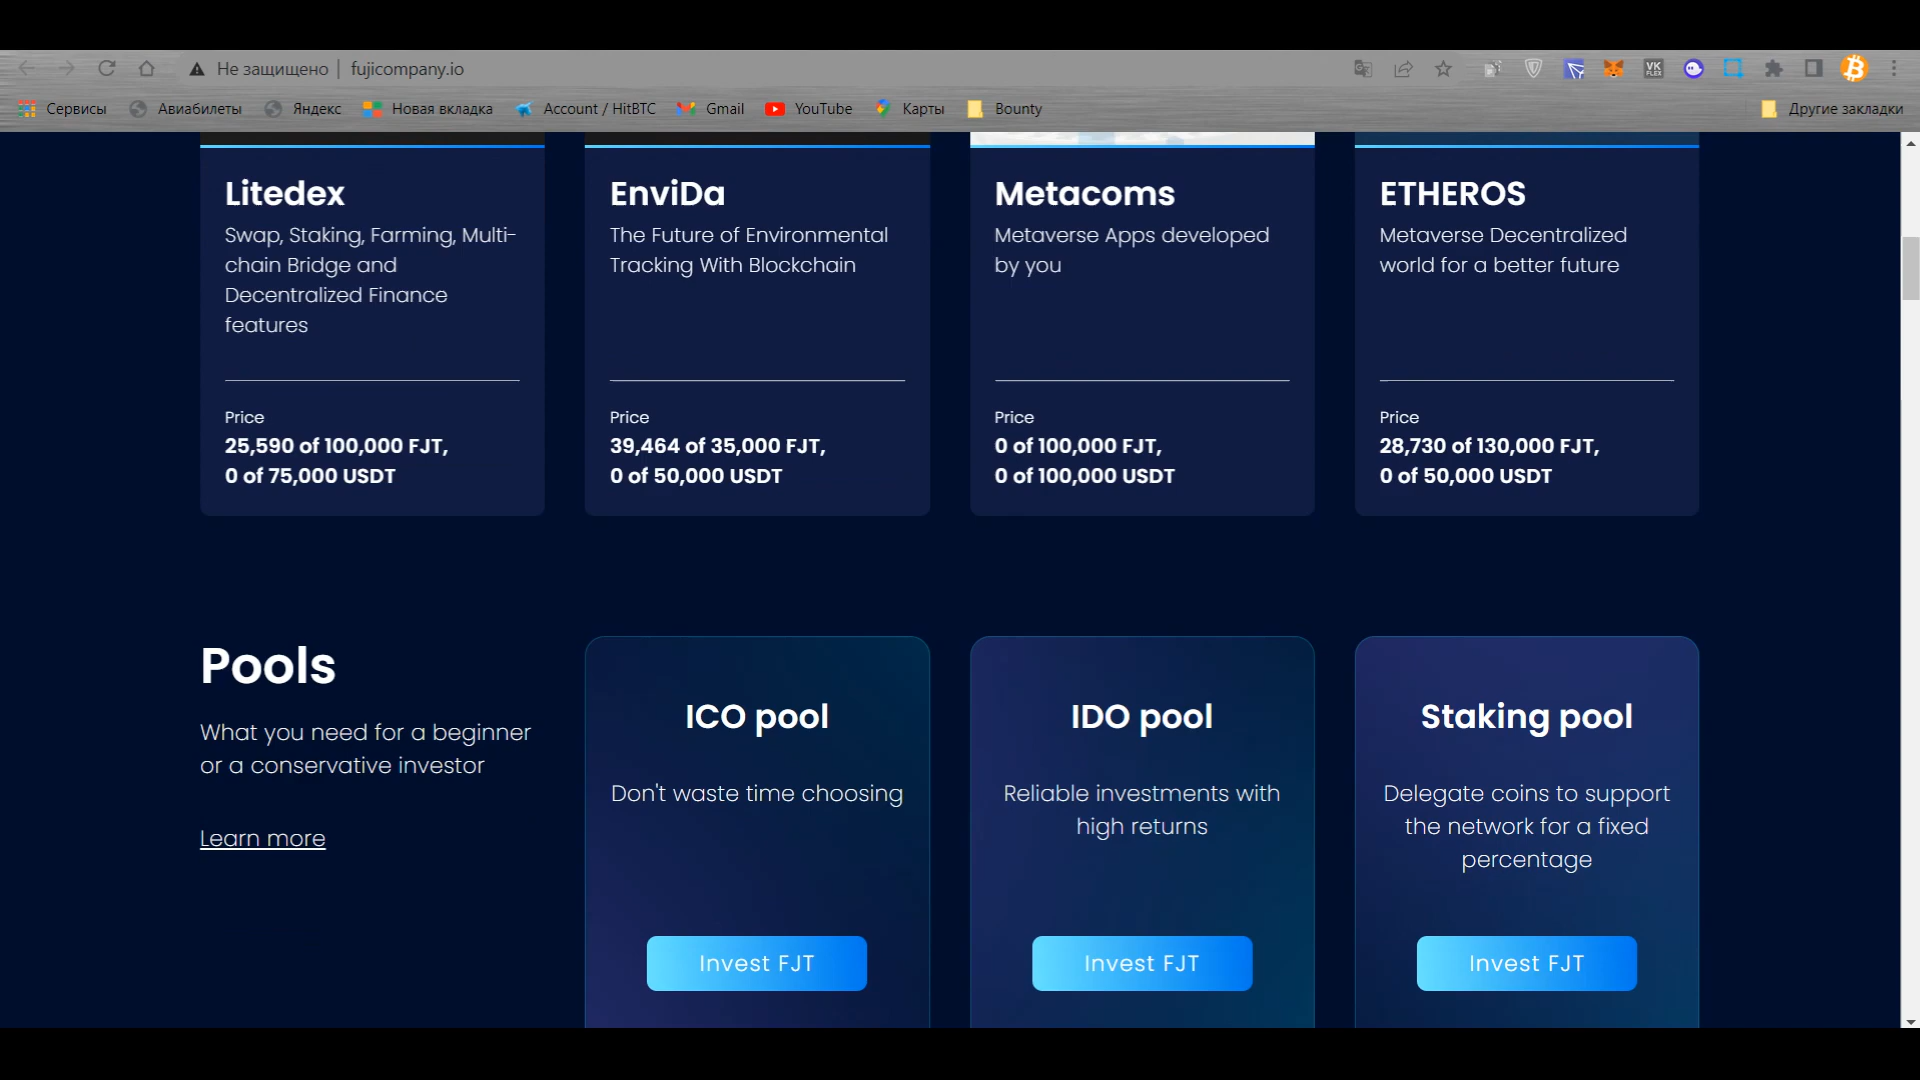 Не защищено | fujicompany.io
Сервисы Авиабилеты Яндекс Новая вкладка Account / HitBTC Gmail YouTube Карты Bounty Другие закладки
VK
FLEX
Litedex
Swap, Staking, Farming, Multi-
chain Bridge and
Decentralized Finance
features
Price
25,590 of 100,000 FJT,
0 of 75,000 USDT
EnviDa
The Future of Environmental
Tracking With Blockchain
Price
39,464 of 35,000 FJT,
0 of 50,000 USDT
Metacoms
Metaverse Apps developed
by you
Price
0 of 100,000 FJT,
0 of 100,000 USDT
ETHEROS
Metaverse Decentralized
world for a better future
Price
28,730 of 130,000 FJT,
0 of 50,000 USDT
Pools
What you need for a beginner
or a conservative investor
Learn more
ICO pool
Don't waste time choosing
Invest FJT
IDO pool
Reliable investments with
high returns
Invest FJT
Staking pool
Delegate coins to support
the network for a fixed
percentage
Invest FJT